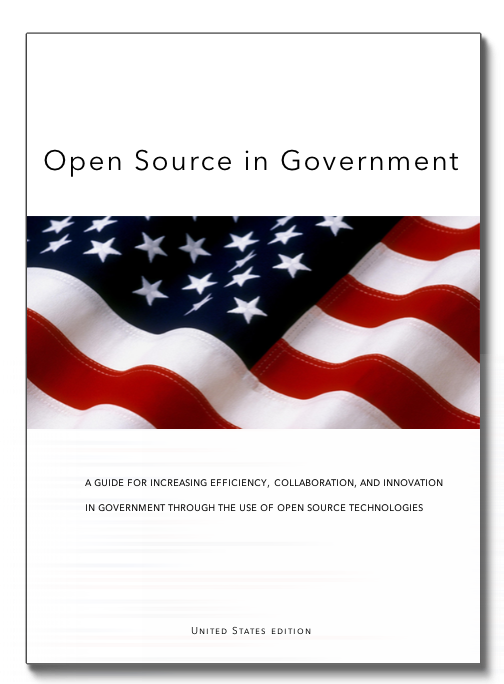 Open Source in Government
A GUIDE FOR INCREASING EFFICIENCY, COLLABORATION, AND INNOVATION
IN GOVERNMENT THROUGH THE USE OF OPEN SOURCE TECHNOLOGIES
UNITED STATES EDITION